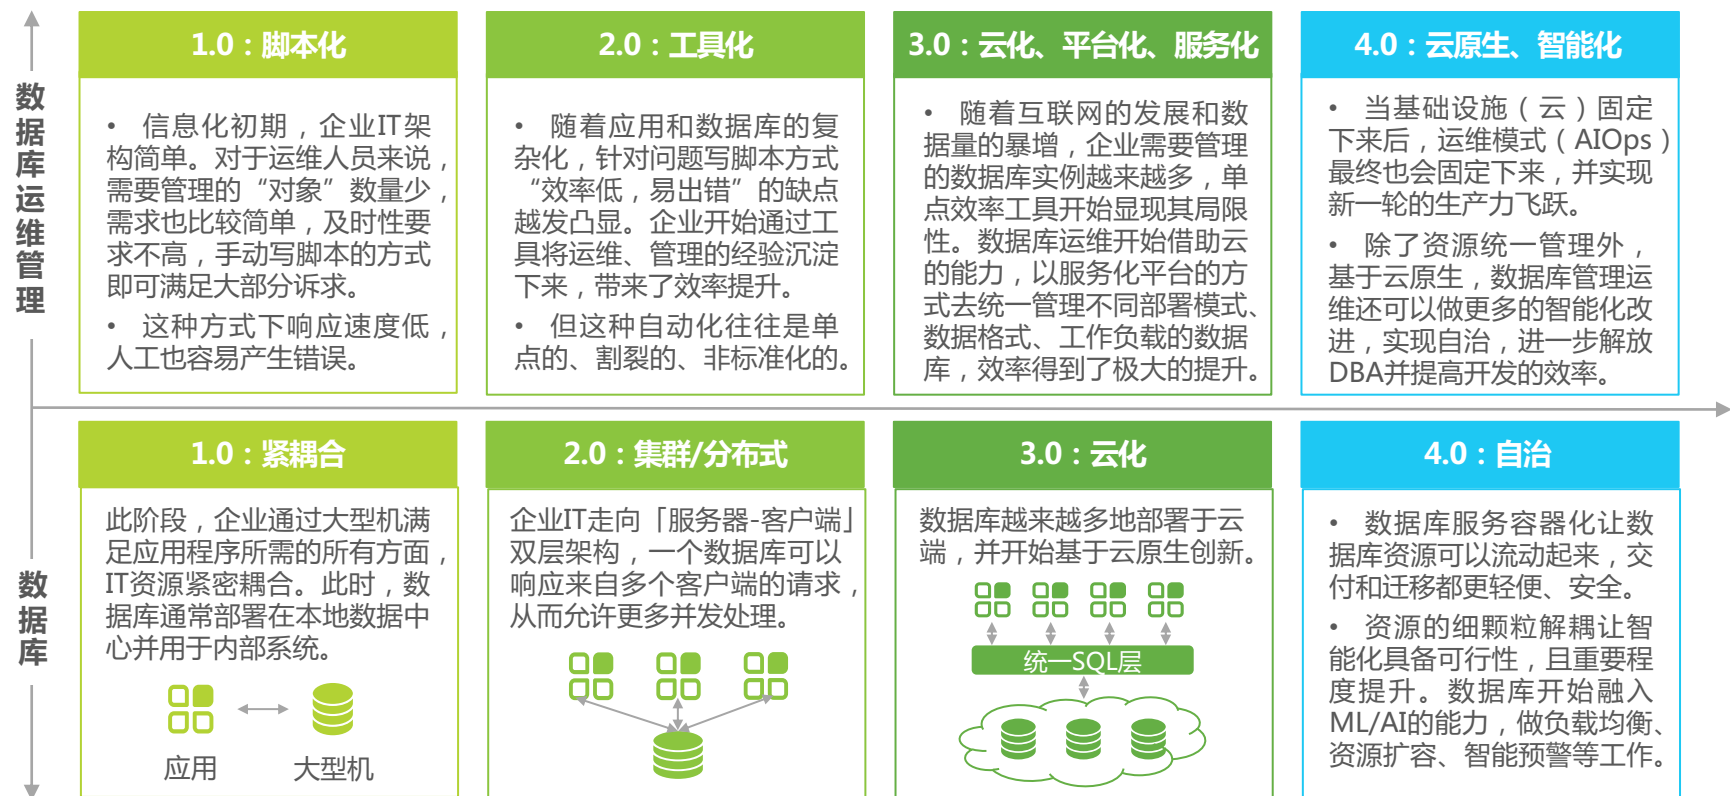 数据库运维管理
1.0：脚本化
信息化初期，企业IT架
构简单。对于运维人员来说，
需要管理的“对象”数量少，
需求也比较简单，及时性要
求不高，手动写脚本的方式
即可满足大部分诉求。
这种方式下响应速度低，
人工也容易产生错误。
2.0：工具化
随着应用和数据库的复
杂化，针对问题写脚本方式
“效率低，易出错”的缺点
越发凸显。企业开始通过工
具将运维、管理的经验沉淀
下来，带来了效率提升。
但这种自动化往往是单
点的、割裂的、非标准化的。
3.0：云化、平台化、服务化
随着互联网的发展和数
据量的暴增，企业需要管理
的数据库实例越来越多，单
点效率工具开始显现其局限
性。数据库运维开始借助云
的能力，以服务化平台的方
式去统一管理不同部署模式、
数据格式、工作负载的数据
库，效率得到了极大的提升。
4.0：云原生、智能化
当基础设施（云）固定
下来后，运维模式（AIOps）
最终也会固定下来，并实现
新一轮的生产力飞跃。
除了资源统一管理外，
基于云原生，数据库管理运
维还可以做更多的智能化改
进，实现自治，进一步解放
DBA并提高开发的效率。
数据库
1.0：紧耦合
此阶段，企业通过大型机满
足应用程序所需的所有方面，
IT资源紧密耦合。此时，数
据库通常部署在本地数据中
心并用于内部系统。
应用
大型机
2.0：集群/分布式
企业IT走向「服务器-客户端」
双层架构，一个数据库可以
响应来自多个客户端的请求，
从而允许更多并发处理。
3.0：云化
数据库越来越多地部署于云
端，并开始基于云原生创新。
统一SQL层
4.0：自治
数据库服务容器化让数
据库资源可以流动起来，交
付和迁移都更轻便、安全。
资源的细颗粒解耦让智
能化具备可行性，且重要程
度提升。数据库开始融入
ML/AI的能力，做负载均衡、
资源扩容、智能预警等工作。